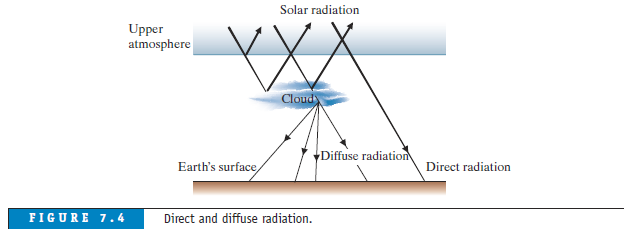 Solar radiation
Upper
atmosphere
Cloud
Diffuse radiation
Earth's surface
Direct radiation
FIGURE 7.4 Direct and diffuse radiation.